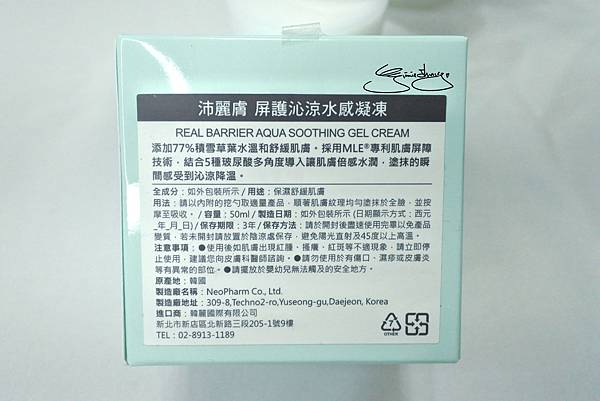 沛麗膚 屏護沁涼水感凝凍
REAL BARRIER AQUA SOOTHING GEL CREAM
添加77%積雪草葉水溫和舒緩肌膚。採用MLE®專利肌膚屏障
技術，結合5種玻尿酸多角度導入讓肌膚倍感水潤，塗抹的瞬
間感受到沁涼降溫。
全成分：如外包裝所示 / 用途：保濕舒緩肌膚
用法：請以內附的挖勺取適量產品，順著肌膚紋理均勻塗抹於全臉，並按
摩至吸收。/ 容量：50ml / 製造日期：如外包裝所示 (日期顯示方式：西元
_年_月_日) / 保存期限：3年 / 保存方法：請於開封後盡速使用完畢以免產品
變質，若未開封請放置於陰涼處保存，避免陽光直射及45度以上高溫。
注意事項：●使用後如肌膚出現紅腫、搔癢、紅斑等不適現象，請立即停
止使用，建議您向皮膚科醫師諮詢。●請勿使用於有傷口、濕疹或皮膚炎
等有異常的部位。●請擺放於嬰幼兒無法觸及的安全地方。
原產地：韓國
製造廠名稱：NeoPharm Co., Ltd.
製造廠地址：309-8,Techno2-ro,Yuseong-gu,Daejeon, Korea
進口商：韓麗國際有限公司
新北市新店區北新路三段205-1號9樓
TEL：02-8913-1189
7
OTHER